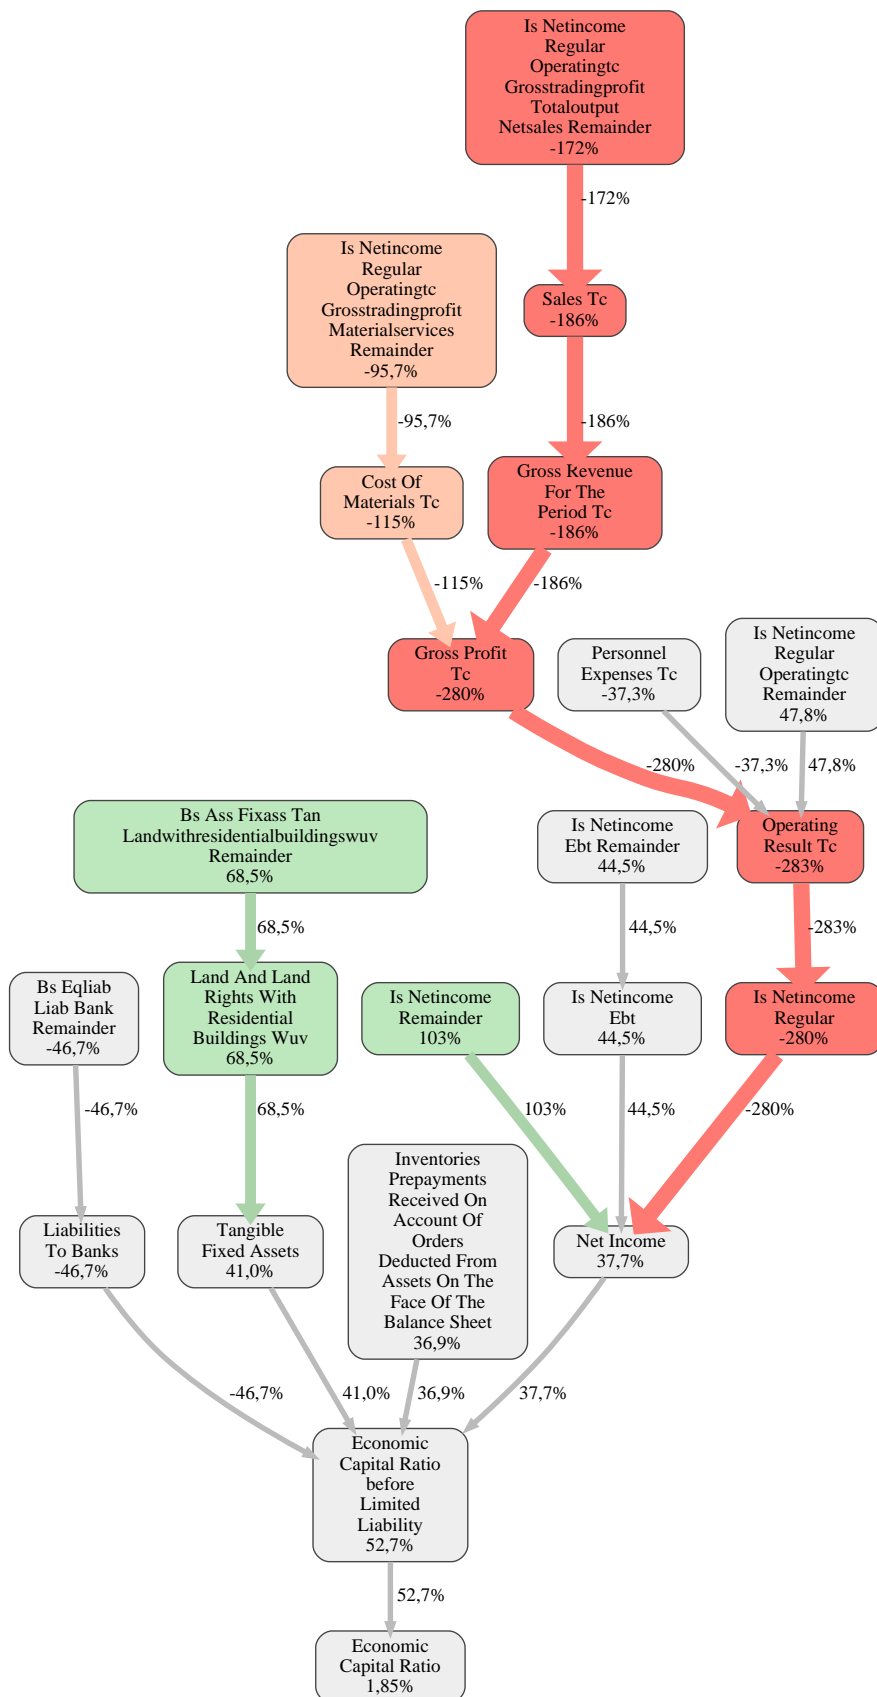 Is Netincome
Regular
Operatingtc
Grosstradingprofit
Totaloutput
Netsales Remainder
-172%
-172%
Is Netincome
Regular
Operatingtc
Grosstradingprofit
Materialservices
Remainder
-95,7%
Sales Tc
-186%
-95,7%
-186%
Cost Of
Materials Tc
-115%
Gross Revenue
For The
Period Tc
-186%
-115%
-186%
Gross Profit
Tc
-280%
Personnel
Expenses Tc
-37,3%
Is Netincome
Regular
Operatingtc
Remainder
47,8%
-280%
-37,3%
47,8%
Bs Ass Fixass Tan
Landwithresidentialbuildingswuv
Remainder
68,5%
Is Netincome
Ebt Remainder
44,5%
Operating
Result Tc
-283%
68,5%
44,5%
-283%
Bs Eqliab
Liab Bank
Remainder
-46,7%
Land And Land
Rights With
Residential
Buildings Wuv
68,5%
Is Netincome
Remainder
103%
Is Netincome
Ebt
44,5%
Is Netincome
Regular
-280%
-46,7%
68,5%
103%
44,5%
-280%
Liabilities
To Banks
-46,7%
Tangible
Fixed Assets
41,0%
Inventories
Prepayments
Received On
Account Of
Orders
Deducted From
Assets On The
Face Of The
Balance Sheet
36,9%
Net Income
37,7%
-46,7%
41,0%
36,9%
37,7%
Economic
Capital Ratio
before
Limited
Liability
52,7%
52,7%
Economic
Capital Ratio
1,85%